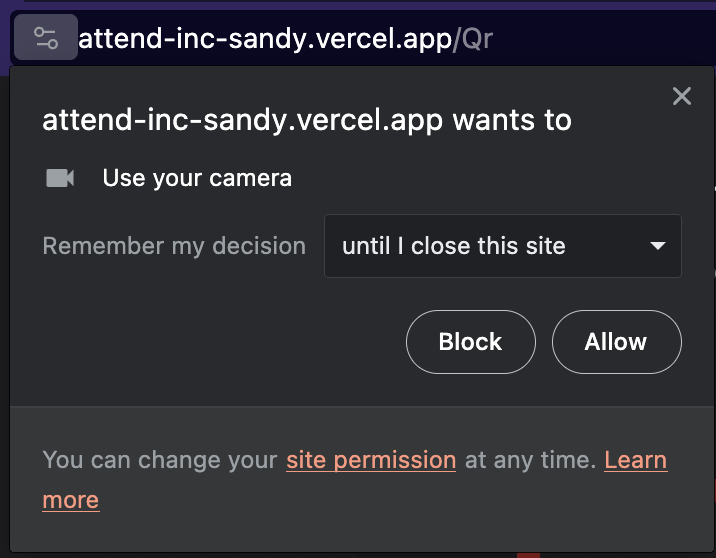 attend-inc-sandy.vercel.app/Qr
attend-inc-sandy.vercel.app wants to
Use your camera
Remember my decision until I close this site
Block Allow
You can change your site permission at any time. Learn
more